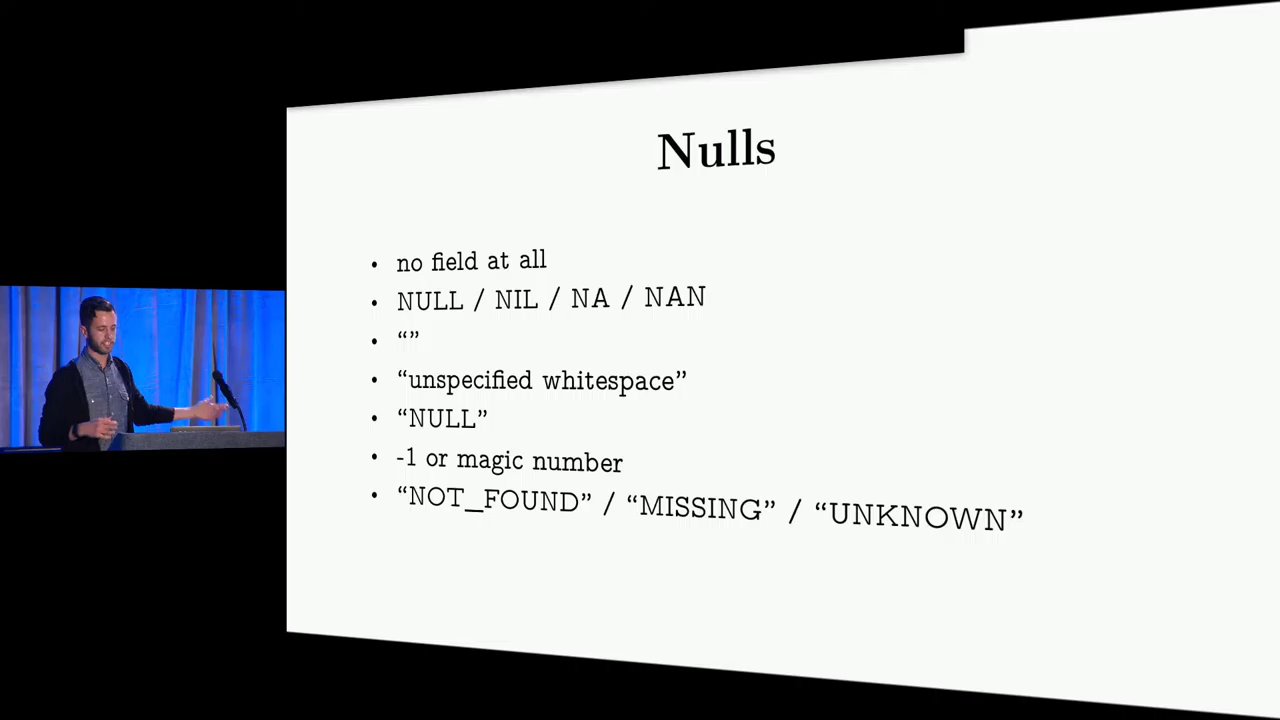 Nulls
• no field at all
• NULL / NIL / NA / NAN
• “”
• “unspecified whitespace”
• “NULL”
• -1 or magic number
• “NOT_FOUND” / “MISSING” / “UNKNOWN”